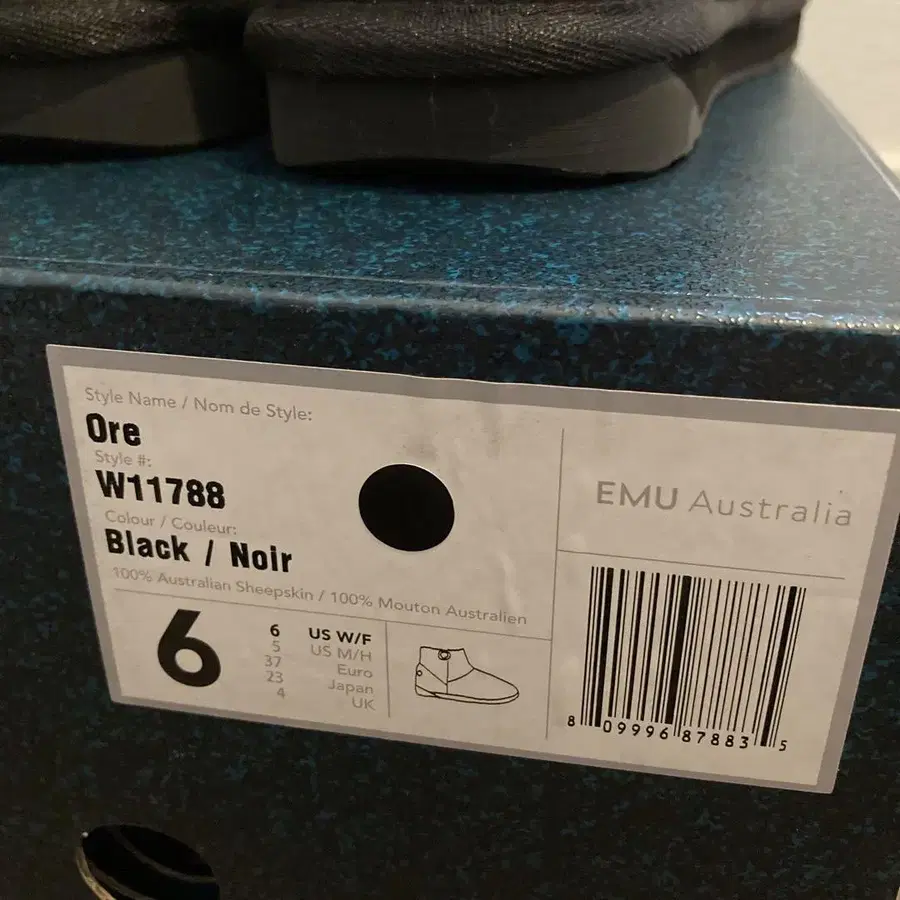 Style Name / Nom de Style:
Ore
Style #:
W11788
Colour / Couleur:
Black / Noir
100% Australian Sheepskin / 100% Mouton Australien
6
6 US W/F
5 US M/H
37 Euro
23 Japan
4 UK
EMU Australia
8 09996 87883 5